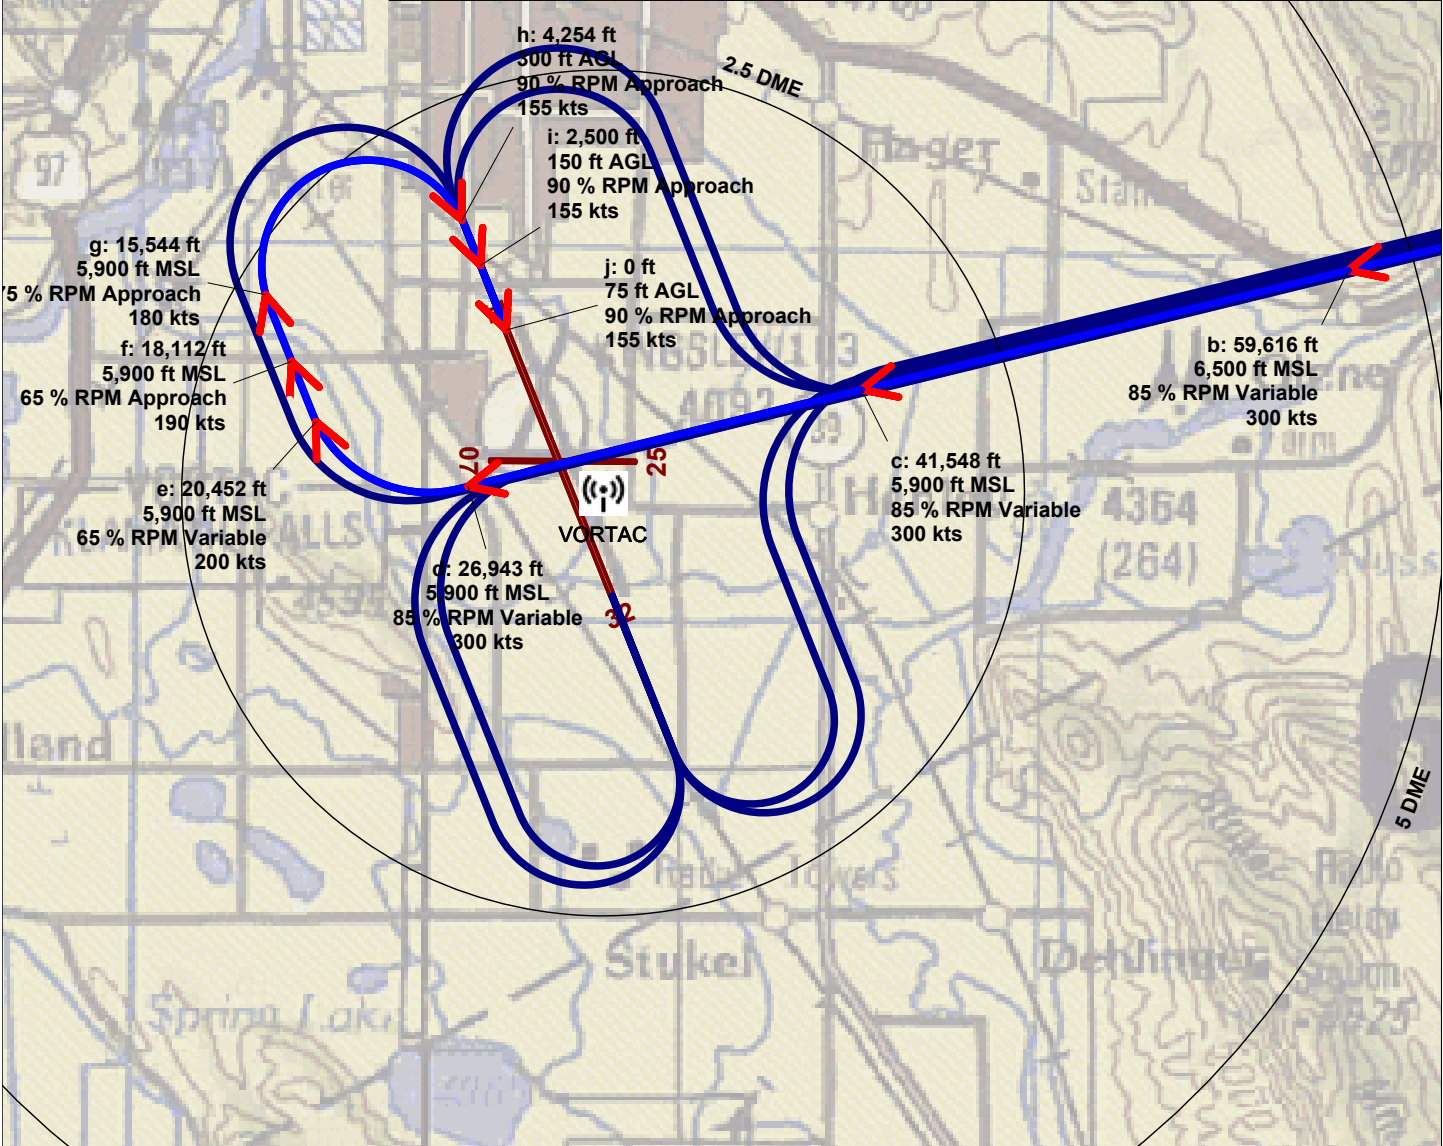 h: 4,254 ft
300 ft AGL
90 % RPM Approach
155 kts
2.5 DME
i: 2,500 ft
150 ft AGL
90 % RPM Approach
155 kts
97
Hager
g: 15,544 ft
5,900 ft MSL
75 % RPM Approach
180 kts
j: 0 ft
75 ft AGL
90 % RPM Approach
155 kts
f: 18,112 ft
5,900 ft MSL
65 % RPM Approach
190 kts
b: 59,616 ft
6,500 ft MSL
85 % RPM Variable
300 kts
4092
39
07
25
c: 41,548 ft
5,900 ft MSL
85 % RPM Variable
300 kts
e: 20,452 ft
5,900 ft MSL
65 % RPM Variable
200 kts
VORTAC
4364
(264)
d: 26,943 ft
5,900 ft MSL
85 % RPM Variable
300 kts
32
5 DME
Stukel
Dehlinger
Spring Lake